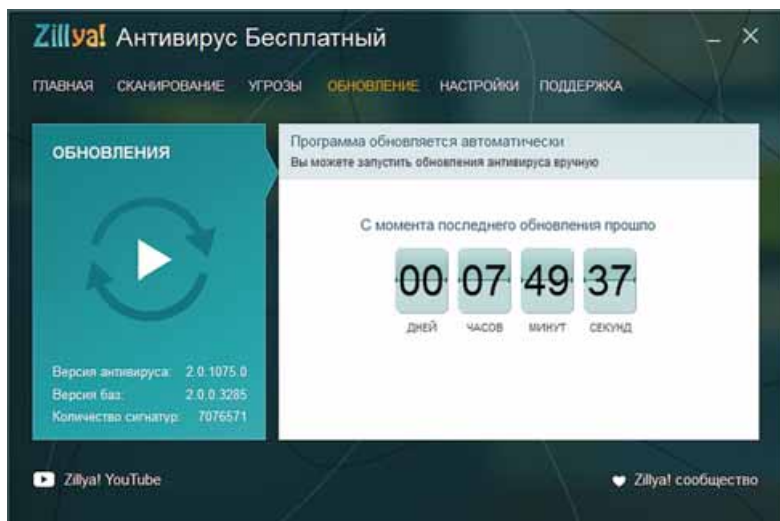 Zillya! Антивирус Бесплатный
ГЛАВНАЯ СКАНИРОВАНИЕ УГРОЗЫ ОБНОВЛЕНИЕ НАСТРОЙКИ ПОДДЕРЖКА
ОБНОВЛЕНИЯ
Версия антивируса: 2.0.1075.0
Версия баз: 2.0.0.3285
Количество сигнатур: 7076571
Программа обновляется автоматически
Вы можете запустить обновления антивируса вручную
С момента последнего обновления прошло
00 07 49 37
ДНЕЙ ЧАСОВ МИНУТ СЕКУНД
Zillya! YouTube
Zillya! сообщество